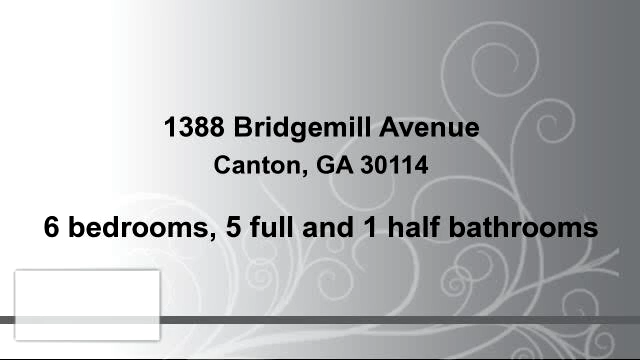 1388 Bridgemill Avenue
Canton, GA 30114
6 bedrooms, 5 full and 1 half bathrooms